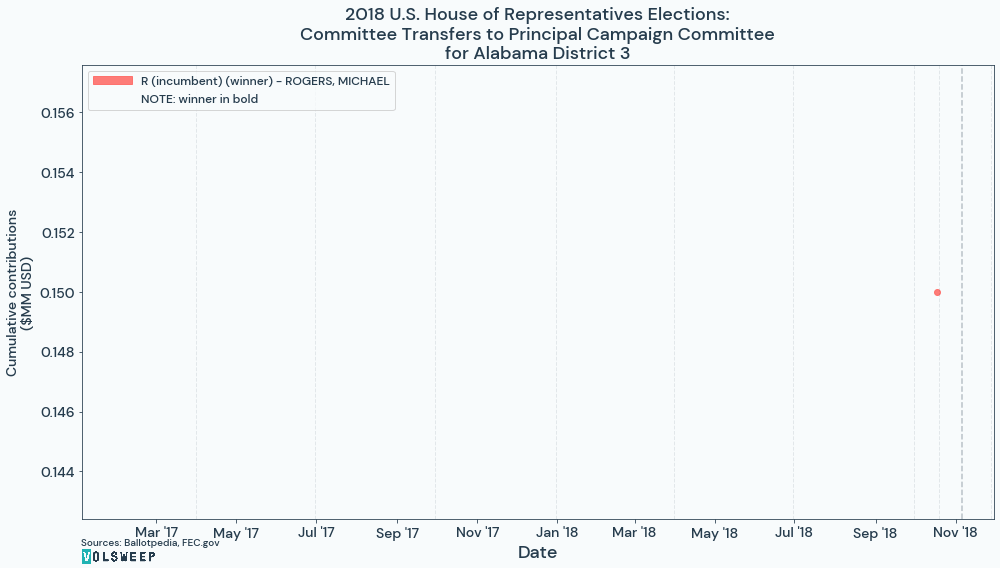 2018 U.S. House of Representatives Elections:
Committee Transfers to Principal Campaign Committee
for Alabama District 3
R (incumbent) (winner) - ROGERS, MICHAEL
NOTE: winner in bold
0.156
0.154
0.152
0.150
0.148
0.146
0.144
Cumulative contributions
($MM USD)
Mar '17 May '17 Jul '17 Sep '17 Nov '17 Jan '18 Mar '18 May '18 Jul '18 Sep '18 Nov '18
Date
Sources: Ballotpedia, FEC.gov
VOLSWEEP